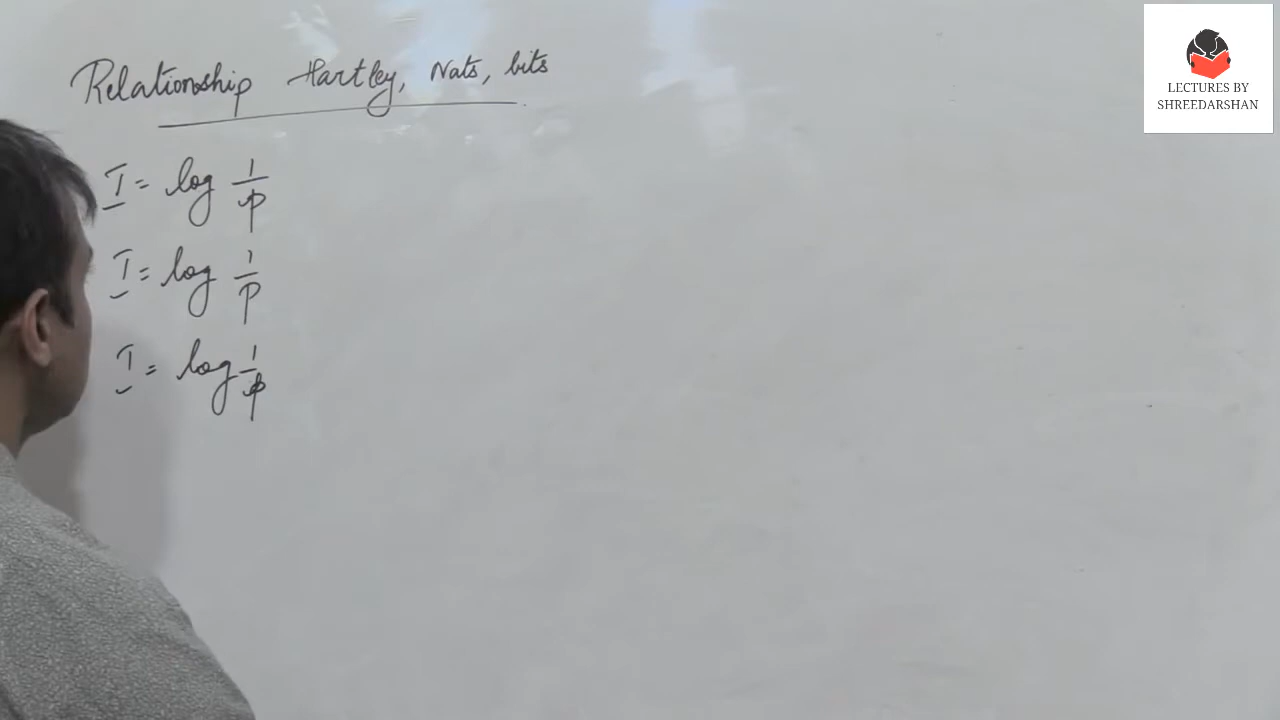 Relationship Hartley, Nats, bits
I = log 1/p
I = log 1/p
I = log 1/p
LECTURES BY
SHREEDARSHAN